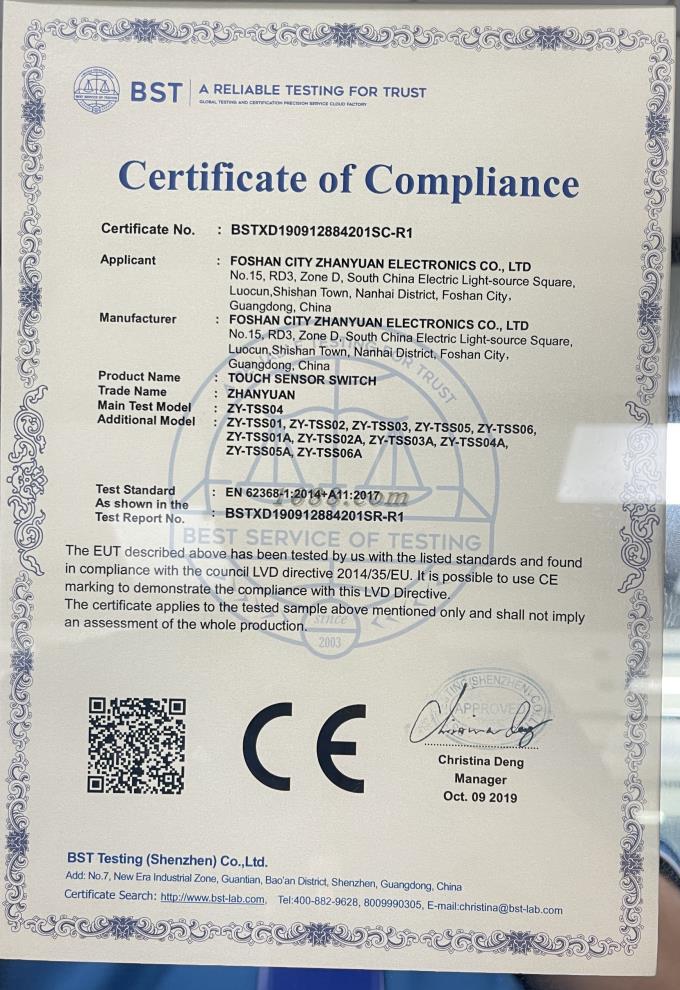 BST
A RELIABLE TESTING FOR TRUST
GLOBAL TESTING AND CERTIFICATION PRECISION SERVICE CLOUD FACTORY
Certificate of Compliance
Certificate No. : BSTXD190912884201SC-R1
Applicant : FOSHAN CITY ZHANYUAN ELECTRONICS CO., LTD
No.15, RD3, Zone D, South China Electric Light-source Square,
Luocun,Shishan Town, Nanhai District, Foshan City,
Guangdong, China
Manufacturer : FOSHAN CITY ZHANYUAN ELECTRONICS CO., LTD
No.15, RD3, Zone D, South China Electric Light-source Square,
Luocun,Shishan Town, Nanhai District, Foshan City,
Guangdong, China
Product Name : TOUCH SENSOR SWITCH
Trade Name : ZHANYUAN
Main Test Model : ZY-TSS04
Additional Model : ZY-TSS01, ZY-TSS02, ZY-TSS03, ZY-TSS05, ZY-TSS06,
ZY-TSS01A, ZY-TSS02A, ZY-TSS03A, ZY-TSS04A,
ZY-TSS05A, ZY-TSS06A
Test Standard : EN 62368-1:2014+A11:2017
1688.com
As shown in the
Test Report No. : BSTXD190912884201SR-R1
BEST SERVICE OF TESTING
The EUT described above has been tested by us with the listed standards and found
in compliance with the council LVD directive 2014/35/EU. It is possible to use CE
marking to demonstrate the compliance with this LVD Directive.
The certificate applies to the tested sample above mentioned only and shall not imply
an assessment of the whole production.
since
2003
CE
APPROVED
Christina Deng
Manager
Oct. 09 2019
BST Testing (Shenzhen) Co.,Ltd.
Add: No.7, New Era Industrial Zone, Guantian, Bao'an District, Shenzhen, Guangdong, China
Certificate Search: http://www.bst-lab.com, Tel:400-882-9628, 8009990305, E-mail:christina@bst-lab.com